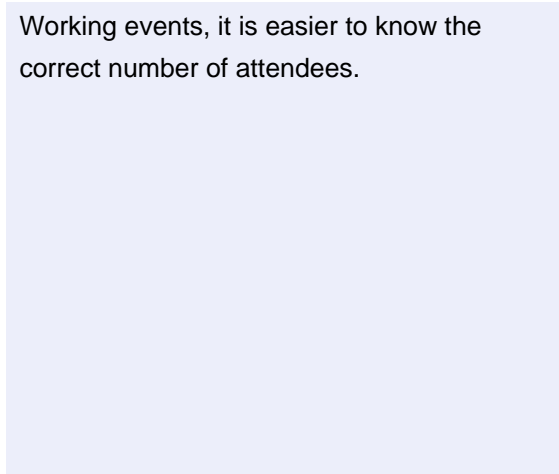 Working events, it is easier to know the
correct number of attendees.